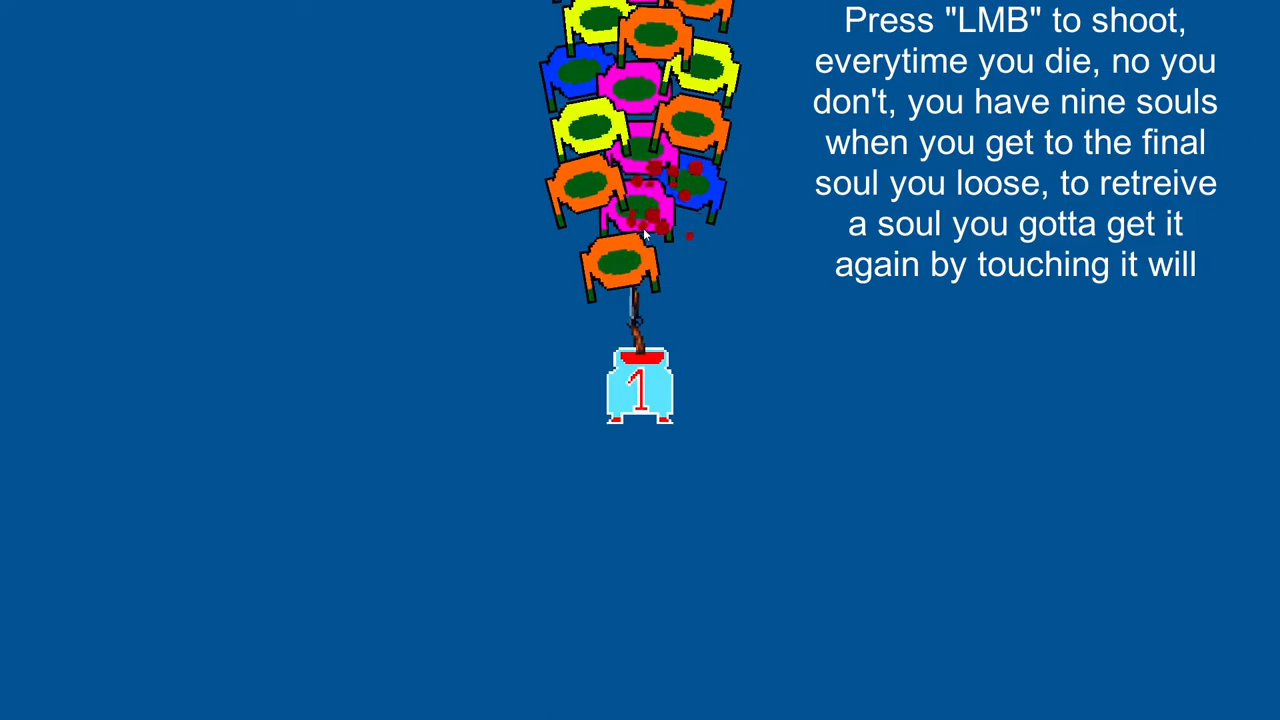 Press "LMB" to shoot,
everytime you die, no you
don't, you have nine souls
when you get to the final
soul you loose, to retreive
a soul you gotta get it
again by touching it will
1